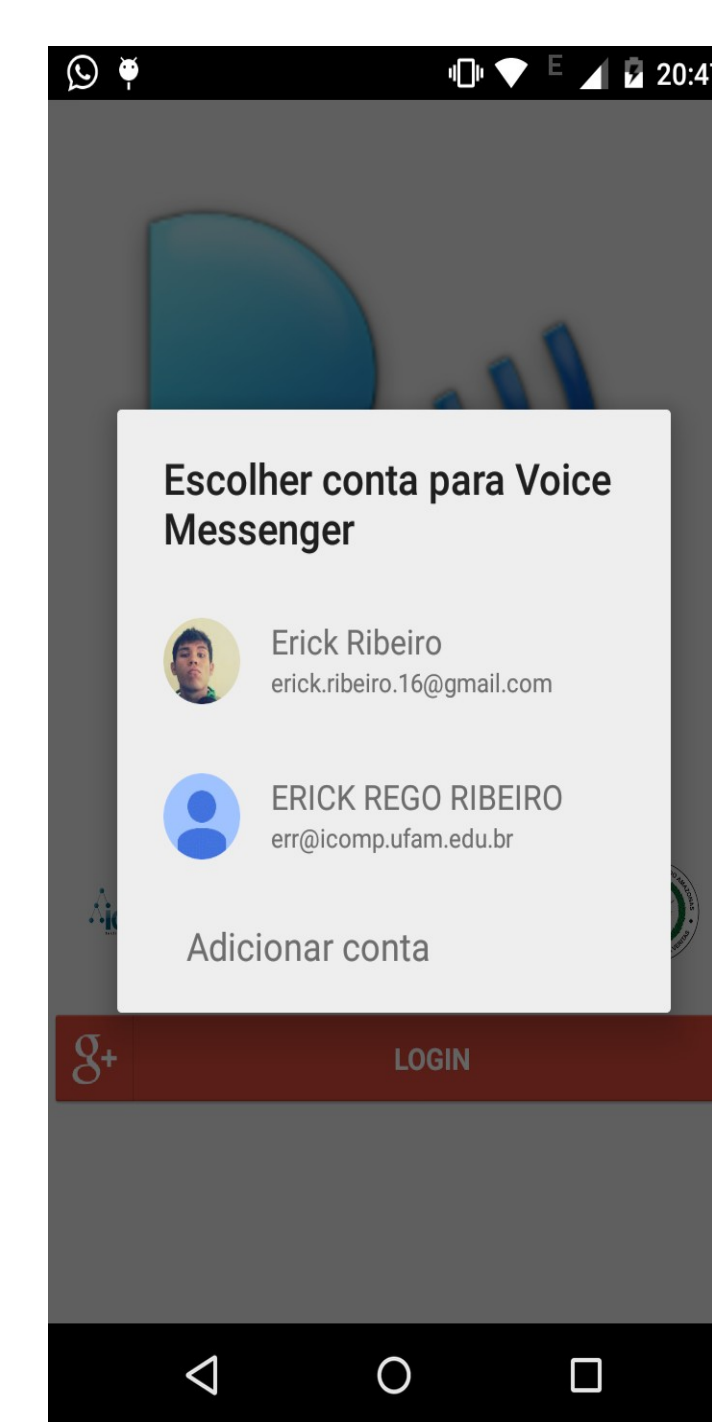 E 20:47
Escolher conta para Voice
Messenger
Erick Ribeiro
erick.ribeiro.16@gmail.com
ERICK REGO RIBEIRO
err@icomp.ufam.edu.br
Adicionar conta
g+ LOGIN